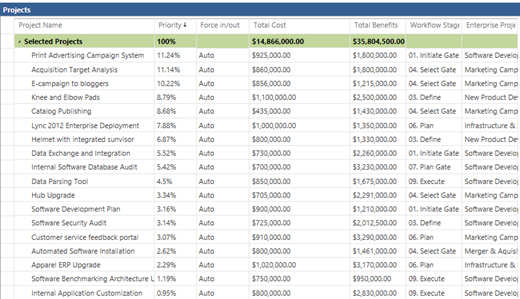 Projects
Project Name Priority Force in/out Total Cost Total Benefits Workflow Stage Enterprise Proje
Selected Projects 100% $14,866,000.00 $35,804,500.00
Print Advertising Campaign System 11.24% Auto $925,000.00 $1,800,000.00 01. Initiate Gate Software Develo
Acquisition Target Analysis 11.14% Auto $860,000.00 $1,800,000.00 04. Select Gate Marketing Camp
E-campaign to bloggers 10.22% Auto $856,000.00 $1,215,000.00 04. Select Gate Marketing Camp
Knee and Elbow Pads 8.79% Auto $1,100,000.00 $2,500,000.00 03. Define New Product De
Catalog Publishing 8.68% Auto $435,000.00 $1,430,000.00 04. Select Gate Marketing Camp
Lync 2012 Enterprise Deployment 7.88% Auto $1,000,000.00 $1,350,000.00 06. Plan Infrastructure &
Helmet with integrated sunvisor 6.87% Auto $800,000.00 $1,330,000.00 03. Define New Product De
Data Exchange and Integration 5.52% Auto $730,000.00 $2,260,000.00 01. Initiate Gate Software Develo
Internal Software Database Audit 5.42% Auto $700,000.00 $3,230,000.00 07. Plan Gate Software Develo
Data Parsing Tool 4.5% Auto $850,000.00 $1,675,000.00 09. Execute Software Develo
Hub Upgrade 3.34% Auto $705,000.00 $2,291,000.00 04. Select Gate Marketing Camp
Software Development Plan 3.16% Auto $900,000.00 $1,210,000.00 01. Initiate Gate Software Develo
Software Security Audit 3.14% Auto $725,000.00 $2,012,500.00 03. Define Software Develo
Customer service feedback portal 3.07% Auto $910,000.00 $3,290,000.00 06. Plan Marketing Camp
Automated Software Installation 2.62% Auto $800,000.00 $1,461,000.00 04. Select Gate Merger & Aquisi
Apparel ERP Upgrade 2.29% Auto $1,020,000.00 $3,170,000.00 06. Plan Infrastructure &
Software Benchmarking Architecture U 1.19% Auto $750,000.00 $950,000.00 09. Execute Software Develo
Internal Application Customization 0.95% Auto $800,000.00 $2,830,000.00 09. Execute Software Develo